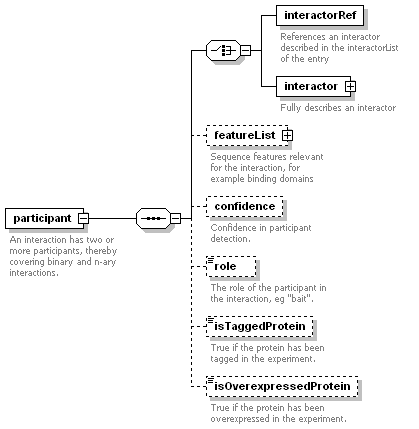 interactorRef
References an interactor
described in the interactorList
of the entry
interactor
Fully describes an interactor
featureList
Sequence features relevant
for the interaction, for
example binding domains
participant
An interaction has two or
more participants, thereby
covering binary and n-ary
interactions.
confidence
Confidence in participant
detection.
role
The role of the participant in
the interaction, eg "bait".
isTaggedProtein
True if the protein has been
tagged in the experiment.
isOverexpressedProtein
True if the protein has been
overexpressed in the experiment.